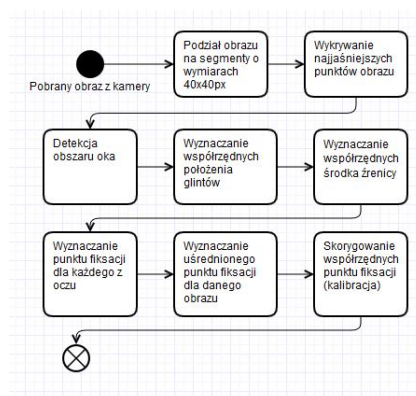 Pobrany obraz z kamery
Podział obrazu
na segmenty o
wymiarach
40x40px
Wykrywanie
najjaśniejszych
punktów obrazu
Detekcja
obszaru oka
Wyznaczanie
współrzędnych
położenia
glintów
Wyznaczanie
współrzędnych
środka źrenicy
Wyznaczanie
punktu fiksacji
dla każdego z
oczu
Wyznaczanie
uśrednionego
punktu fiksacji
dla danego
obrazu
Skorygowanie
współrzędnych
punktu fiksacji
(kalibracja)